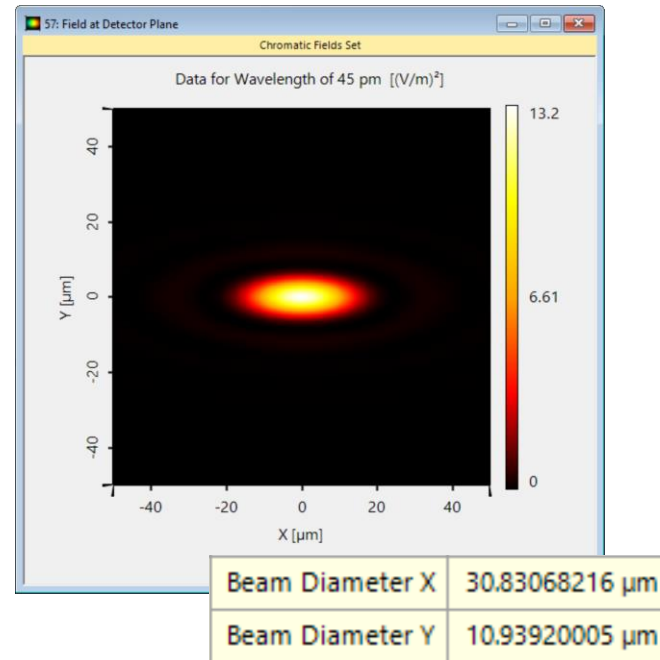 57: Field at Detector Plane
Chromatic Fields Set
Data for Wavelength of 45 pm [(V/m)²]
13.2
6.61
0
Y [µm]
40
20
0
-20
-40
-40 -20 0 20 40
X [µm]
Beam Diameter X 30.83068216 µm
Beam Diameter Y 10.93920005 µm